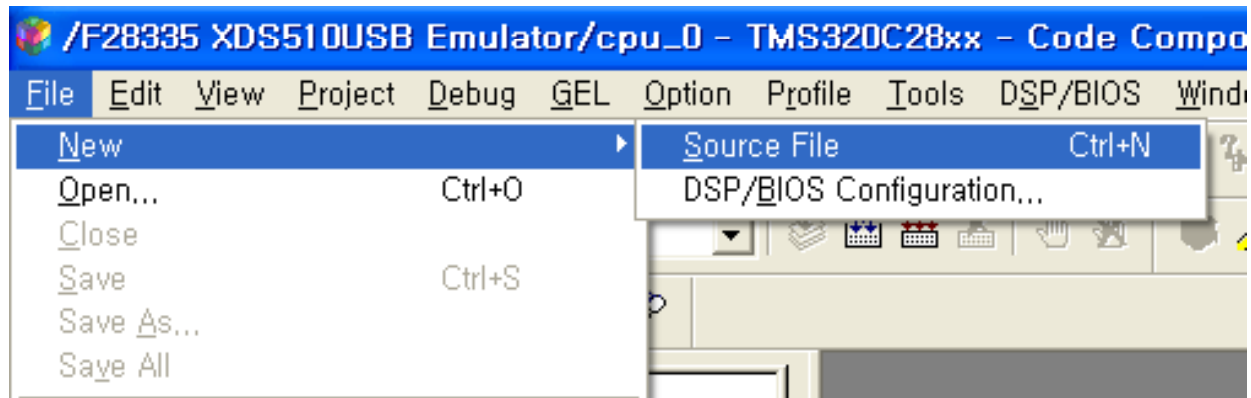 /F28335 XDS510USB Emulator/cpu_0 - TMS320C28xx - Code Compo
File Edit View Project Debug GEL Option Profile Tools DSP/BIOS Windo
New
Source File Ctrl+N
Open... Ctrl+O
DSP/BIOS Configuration...
Close
Save Ctrl+S
Save As...
Save All